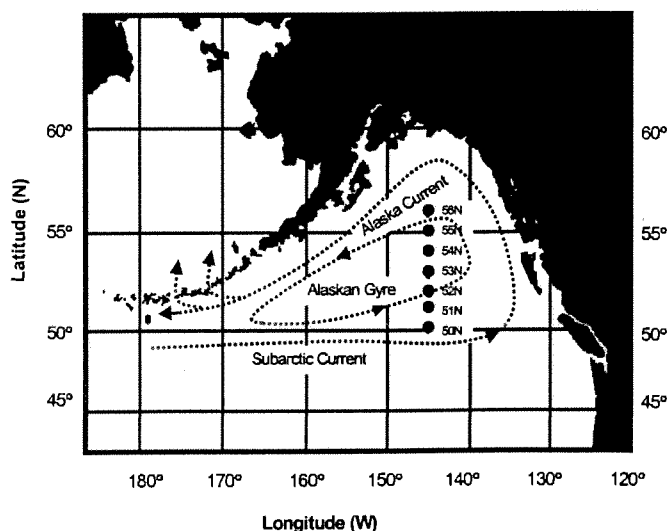 60°
60°
Latitude (N)
Alaska Current
56N
55°
55N
55°
54N
53N
Alaskan Gyre
52N
51N
50°
50N
50°
Subarctic Current
45°
45°
180°
170°
160°
150°
140°
130°
120°
Longitude (W)